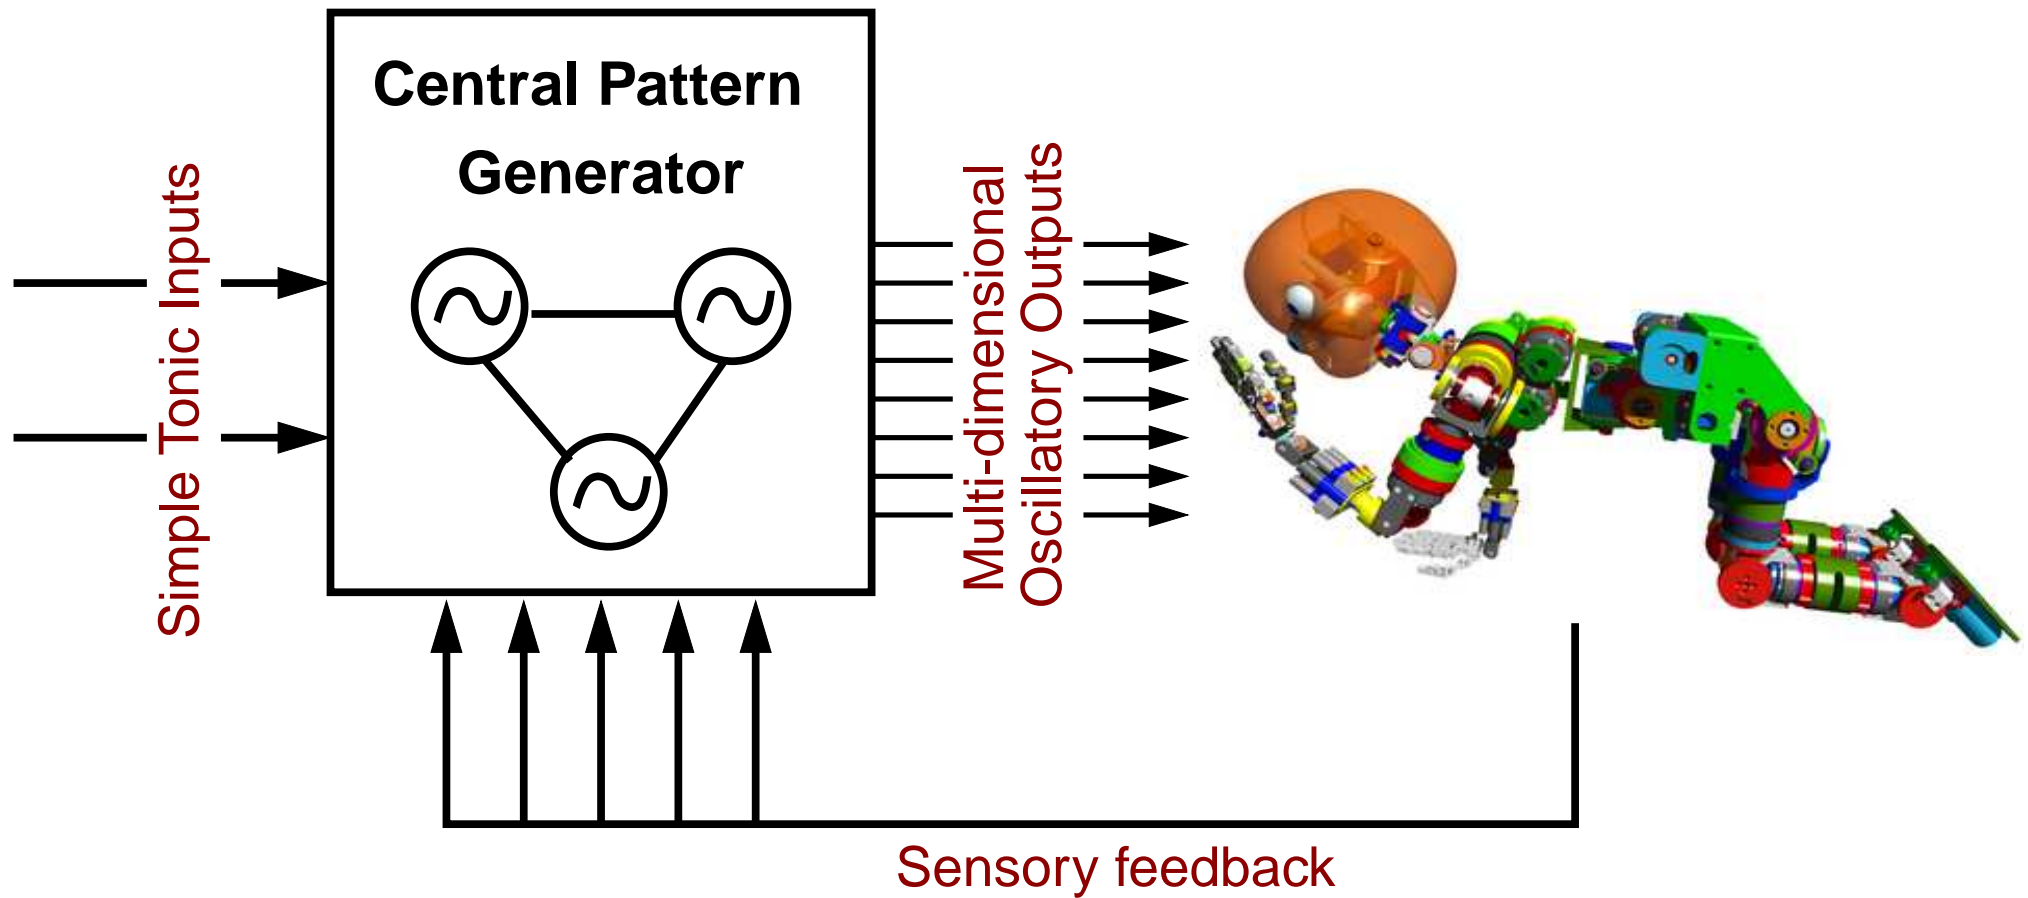 Central Pattern
Generator
Simple Tonic Inputs
Multi-dimensional
Oscillatory Outputs
Sensory feedback